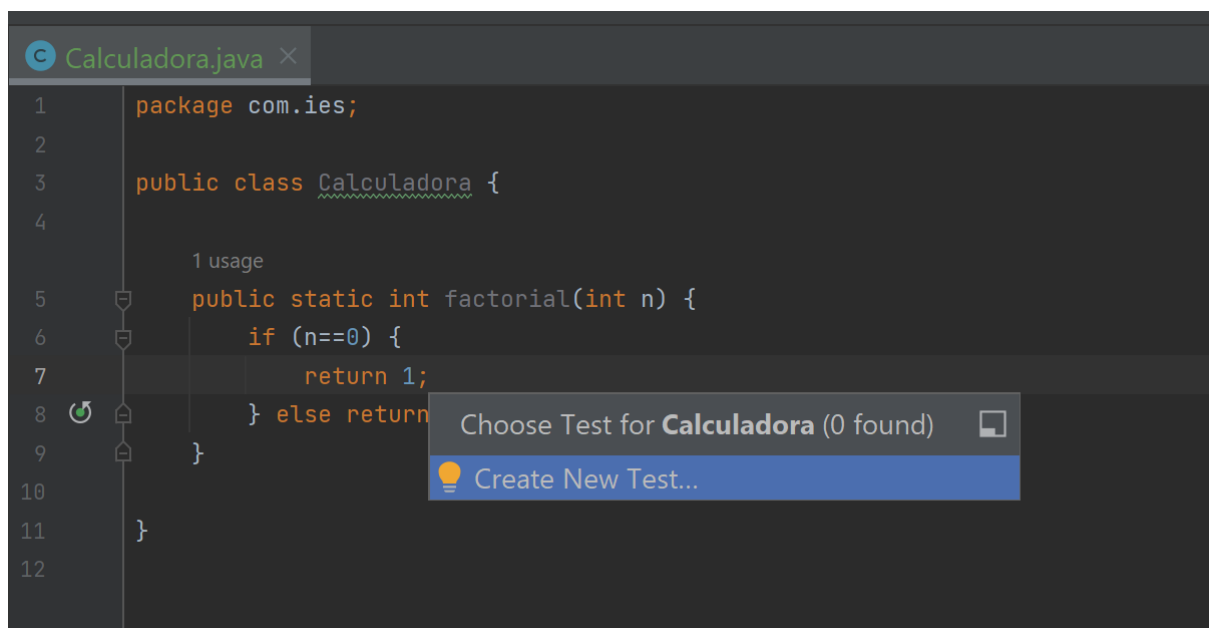 C Calculadora.java ×
1 package com.ies;
2
3 public class Calculadora {
4
1 usage
5 public static int factorial(int n) {
6 if (n==0) {
7 return 1;
8 } else return
Choose Test for Calculadora (0 found)
9 }
Create New Test...
10
11 }
12